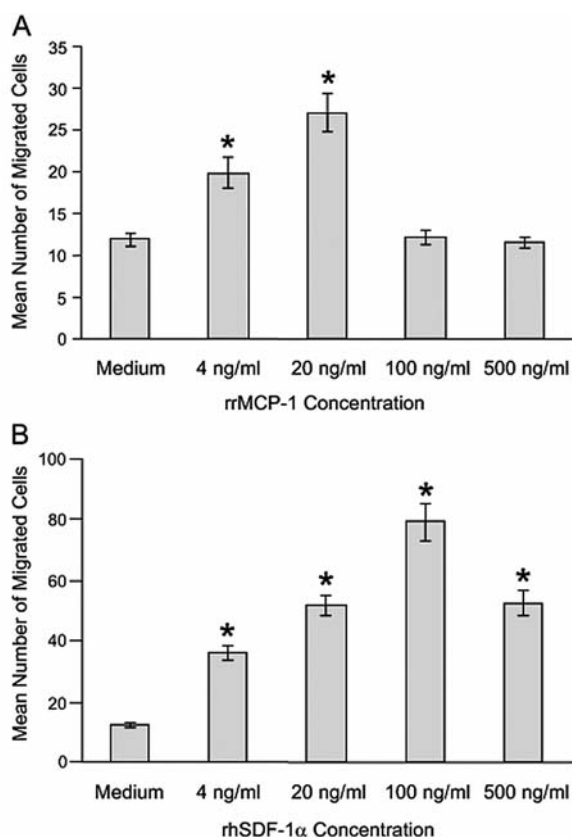 A
Mean Number of Migrated Cells
35
30
25
20
15
10
5
0
*
*
Medium 4 ng/ml 20 ng/ml 100 ng/ml 500 ng/ml
rrMCP-1 Concentration
B
Mean Number of Migrated Cells
100
80
60
40
20
0
*
*
*
*
Medium 4 ng/ml 20 ng/ml 100 ng/ml 500 ng/ml
rhSDF-1α Concentration